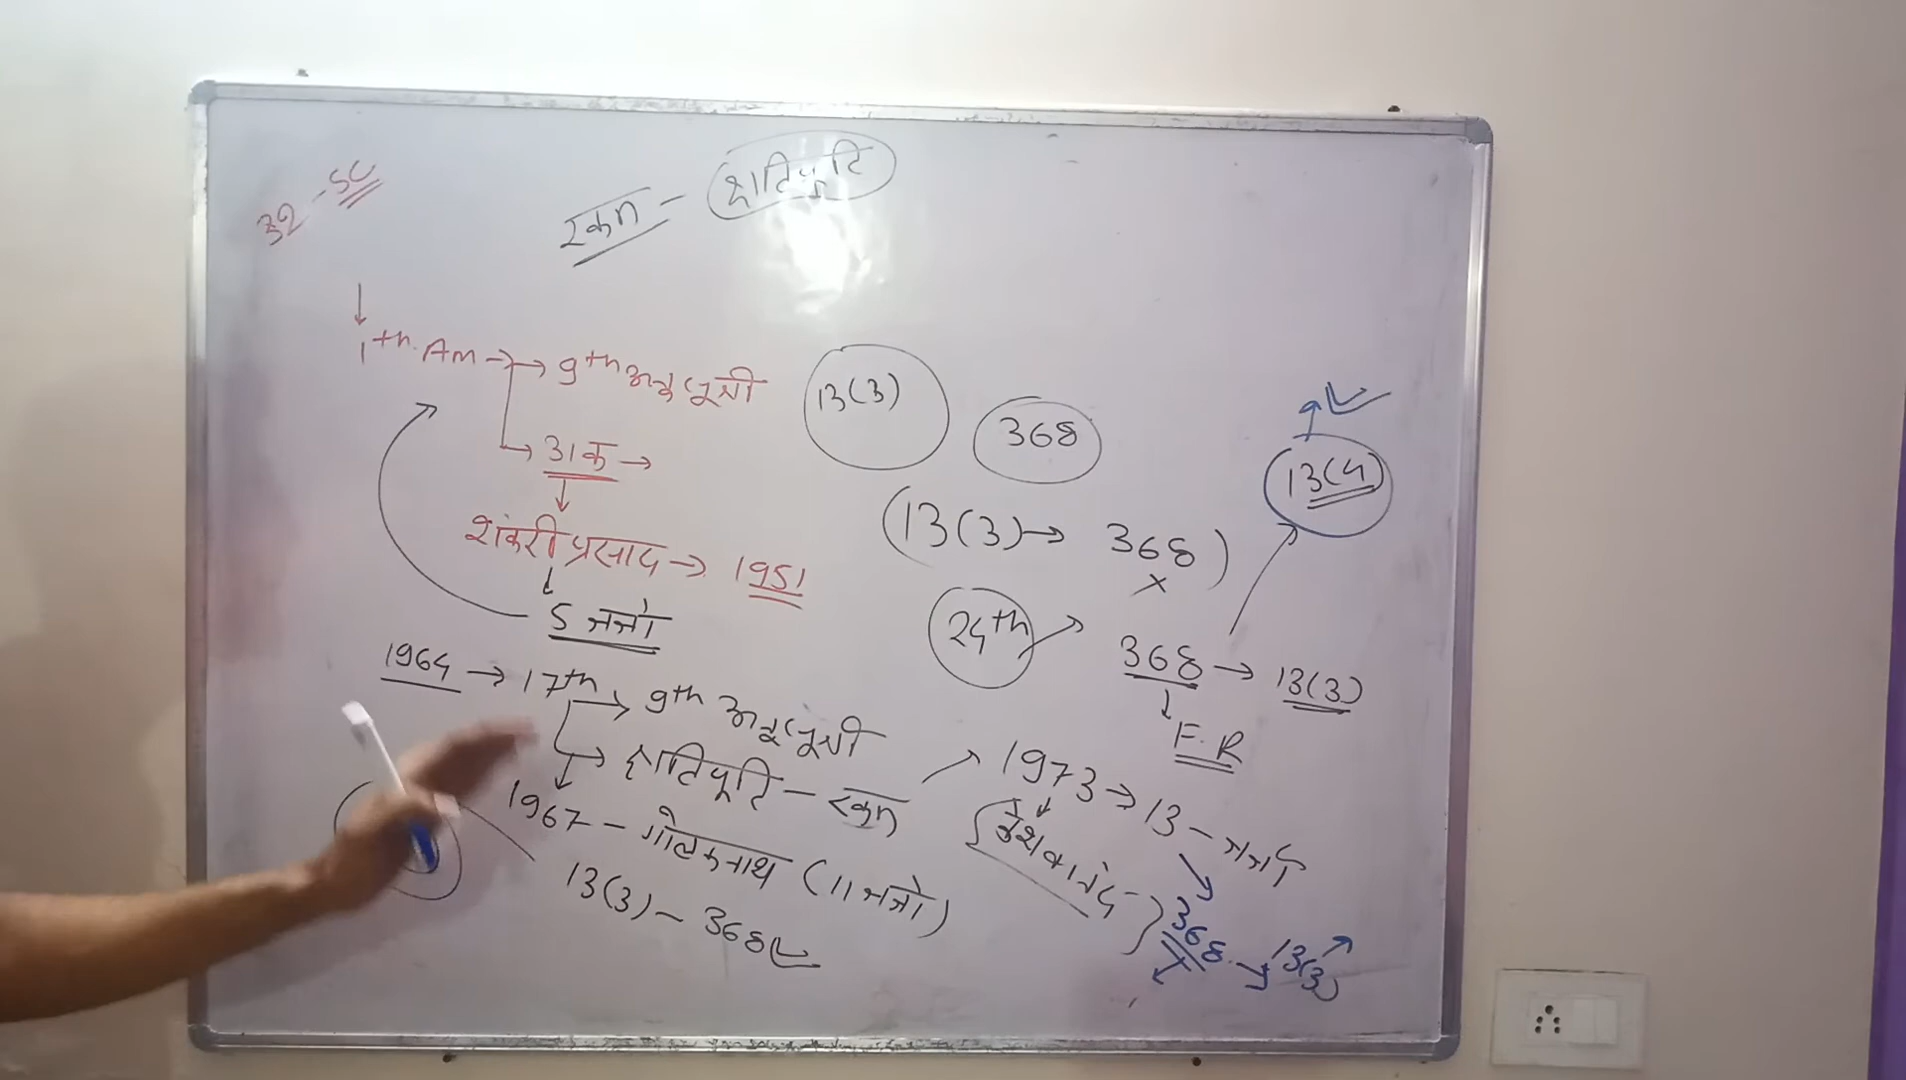 32 - SC
रकम - क्षतिपूर्ति
1th Am → 9th अनुसूची
31क →
शंकरी प्रसाद → 1951
5 जजो
13(3)
368
13(3) → 368
24th
368 → 13(3)
13(4)
F.R
1964 → 17th → 9th अनुसूची
क्षतिपूर्ति - रकम
1967 - गोलकनाथ (11 जजो)
13(3) - 368
1973 → 13 - जजों
368 → 13(3)